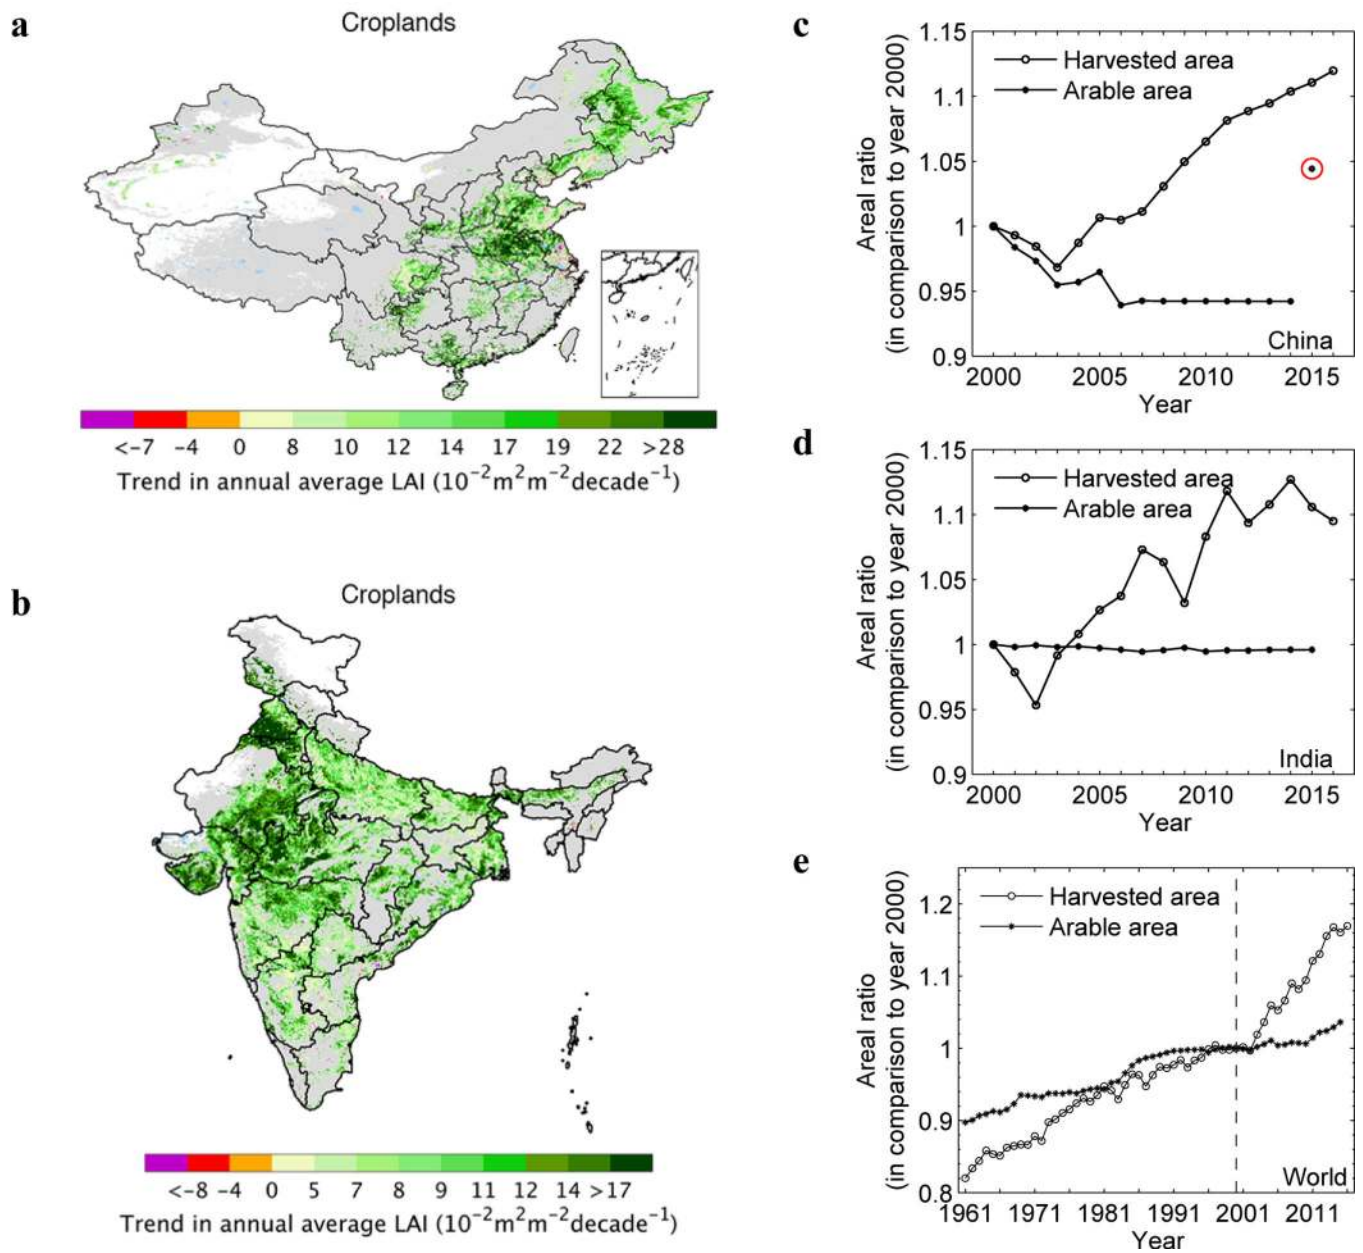 a
Croplands
<-7 -4 0 8 10 12 14 17 19 22 >28
Trend in annual average LAI (10⁻²m²m⁻²decade⁻¹)
b
Croplands
<-8 -4 0 5 7 8 9 11 12 14 >17
Trend in annual average LAI (10⁻²m²m⁻²decade⁻¹)
c
1.15
1.1
1.05
1
0.95
0.9
Areal ratio
(in comparison to year 2000)
Harvested area
Arable area
China
2000 2005 2010 2015
Year
d
1.15
1.1
1.05
1
0.95
0.9
Areal ratio
(in comparison to year 2000)
Harvested area
Arable area
India
2000 2005 2010 2015
Year
e
1.2
1.1
1
0.9
0.8
Areal ratio
(in comparison to year 2000)
Harvested area
Arable area
World
1961 1971 1981 1991 2001 2011
Year